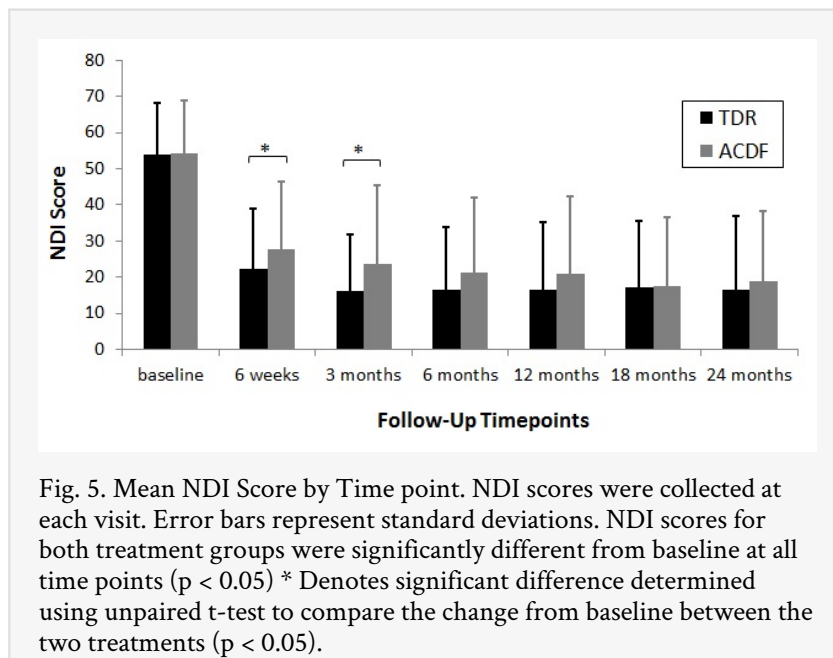 80
70
60
50
40
30
20
10
0
NDI Score
TDR
ACDF
*
*
baseline 6 weeks 3 months 6 months 12 months 18 months 24 months
Follow-Up Timepoints
Fig. 5. Mean NDI Score by Time point. NDI scores were collected at
each visit. Error bars represent standard deviations. NDI scores for
both treatment groups were significantly different from baseline at all
time points (p < 0.05) * Denotes significant difference determined
using unpaired t-test to compare the change from baseline between the
two treatments (p < 0.05).